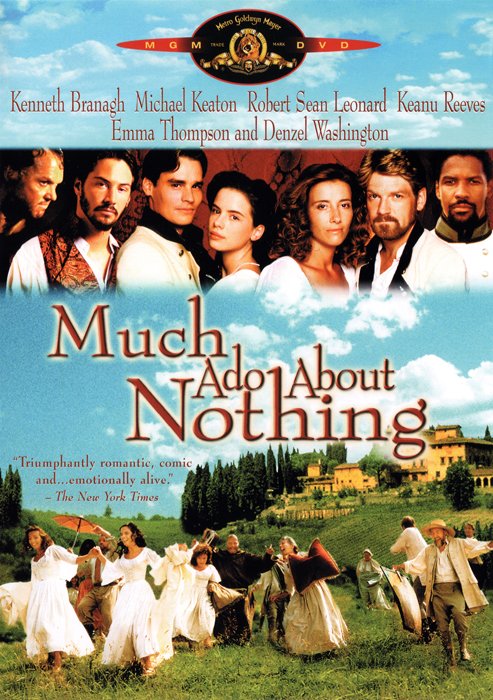 Metro Goldwyn Mayer
TRADE MARK
MGM DVD
Kenneth Branagh Michael Keaton Robert Sean Leonard Keanu Reeves
Emma Thompson and Denzel Washington
Much
Ado About
Nothing
"Triumphantly romantic, comic
and...emotionally alive."
– The New York Times